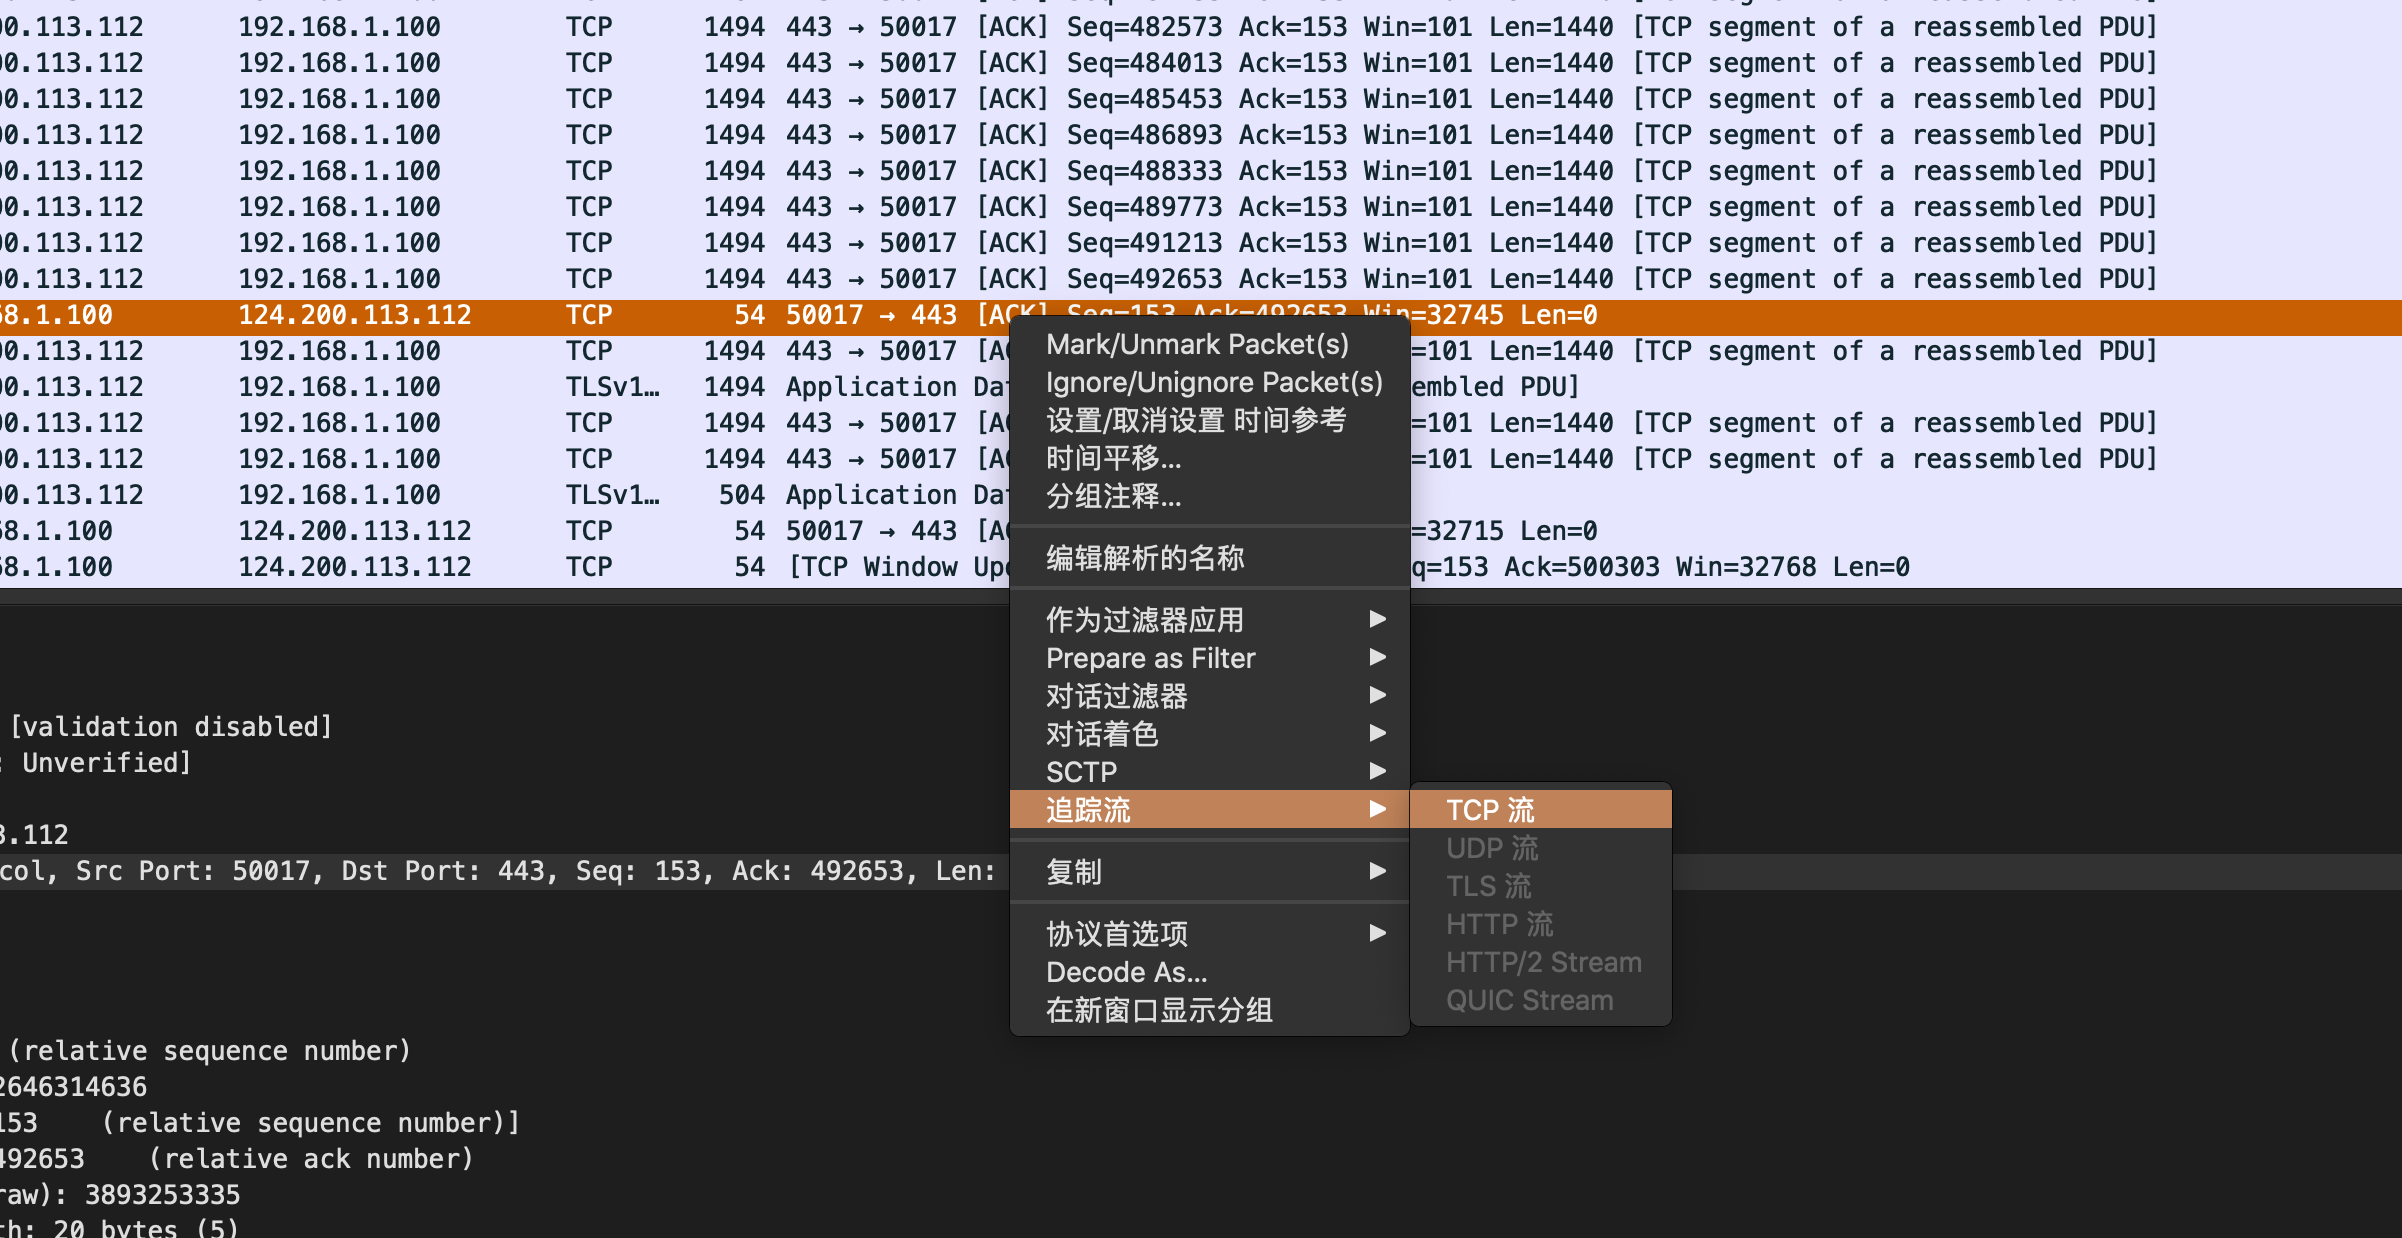 00.113.112 192.168.1.100 TCP 1494 443 → 50017 [ACK] Seq=482573 Ack=153 Win=101 Len=1440 [TCP segment of a reassembled PDU]
00.113.112 192.168.1.100 TCP 1494 443 → 50017 [ACK] Seq=484013 Ack=153 Win=101 Len=1440 [TCP segment of a reassembled PDU]
00.113.112 192.168.1.100 TCP 1494 443 → 50017 [ACK] Seq=485453 Ack=153 Win=101 Len=1440 [TCP segment of a reassembled PDU]
00.113.112 192.168.1.100 TCP 1494 443 → 50017 [ACK] Seq=486893 Ack=153 Win=101 Len=1440 [TCP segment of a reassembled PDU]
00.113.112 192.168.1.100 TCP 1494 443 → 50017 [ACK] Seq=488333 Ack=153 Win=101 Len=1440 [TCP segment of a reassembled PDU]
00.113.112 192.168.1.100 TCP 1494 443 → 50017 [ACK] Seq=489773 Ack=153 Win=101 Len=1440 [TCP segment of a reassembled PDU]
00.113.112 192.168.1.100 TCP 1494 443 → 50017 [ACK] Seq=491213 Ack=153 Win=101 Len=1440 [TCP segment of a reassembled PDU]
00.113.112 192.168.1.100 TCP 1494 443 → 50017 [ACK] Seq=492653 Ack=153 Win=101 Len=1440 [TCP segment of a reassembled PDU]
68.1.100 124.200.113.112 TCP 54 50017 → 443 [ACK] Seq=153 Ack=492653 Win=32745 Len=0
00.113.112 192.168.1.100 TCP 1494 443 → 50017 [A =101 Len=1440 [TCP segment of a reassembled PDU]
00.113.112 192.168.1.100 TLSv1… 1494 Application Dat embled PDU]
00.113.112 192.168.1.100 TCP 1494 443 → 50017 [A =101 Len=1440 [TCP segment of a reassembled PDU]
00.113.112 192.168.1.100 TCP 1494 443 → 50017 [A =101 Len=1440 [TCP segment of a reassembled PDU]
00.113.112 192.168.1.100 TLSv1… 504 Application Dat
68.1.100 124.200.113.112 TCP 54 50017 → 443 [A =32715 Len=0
68.1.100 124.200.113.112 TCP 54 [TCP Window Up q=153 Ack=500303 Win=32768 Len=0
Mark/Unmark Packet(s)
Ignore/Unignore Packet(s)
设置/取消设置 时间参考
时间平移...
分组注释...
编辑解析的名称
作为过滤器应用 ▶
Prepare as Filter ▶
对话过滤器 ▶
对话着色 ▶
SCTP ▶
追踪流 ▶
复制 ▶
协议首选项 ▶
Decode As...
在新窗口显示分组
TCP 流
UDP 流
TLS 流
HTTP 流
HTTP/2 Stream
QUIC Stream
[validation disabled]
: Unverified]
3.112
col, Src Port: 50017, Dst Port: 443, Seq: 153, Ack: 492653, Len:
(relative sequence number)
2646314636
153 (relative sequence number)]
492653 (relative ack number)
raw): 3893253335
th: 20 bytes (5)